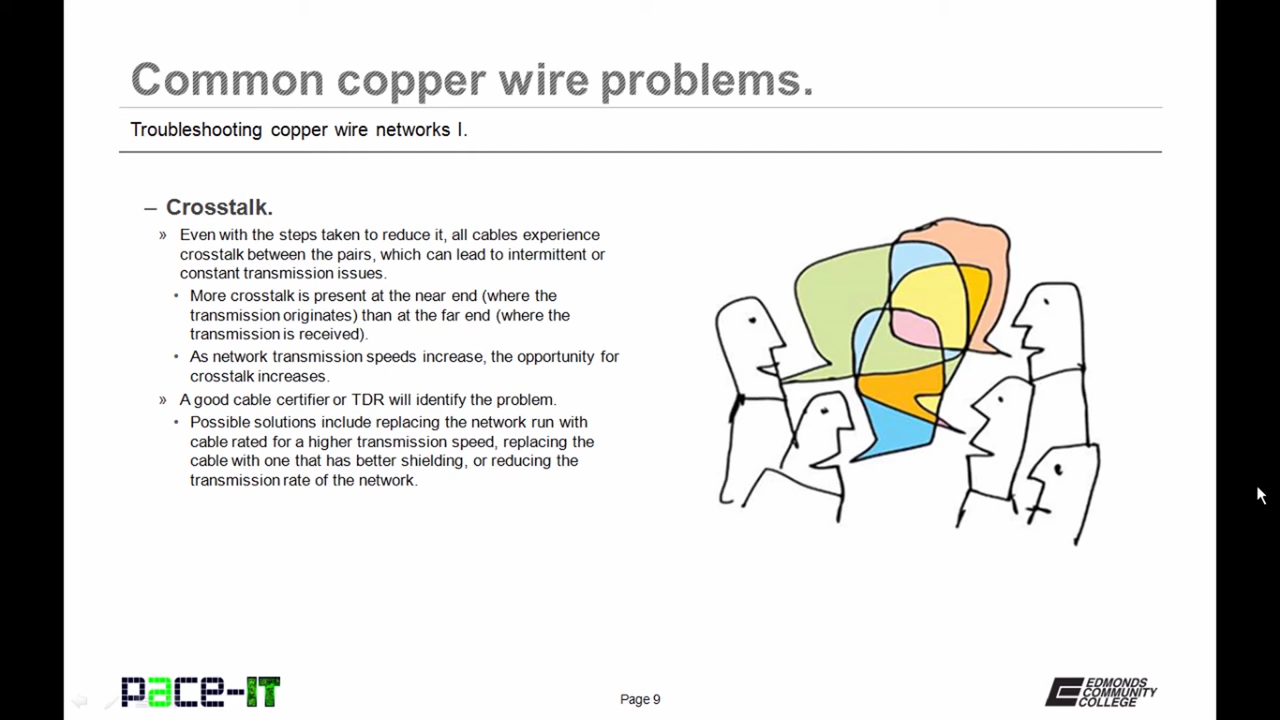 Common copper wire problems.
Troubleshooting copper wire networks I.
– Crosstalk.
» Even with the steps taken to reduce it, all cables experience
crosstalk between the pairs, which can lead to intermittent or
constant transmission issues.
• More crosstalk is present at the near end (where the
transmission originates) than at the far end (where the
transmission is received).
• As network transmission speeds increase, the opportunity for
crosstalk increases.
» A good cable certifier or TDR will identify the problem.
• Possible solutions include replacing the network run with
cable rated for a higher transmission speed, replacing the
cable with one that has better shielding, or reducing the
transmission rate of the network.
pace-IT
Page 9
EDMONDS
COMMUNITY
COLLEGE